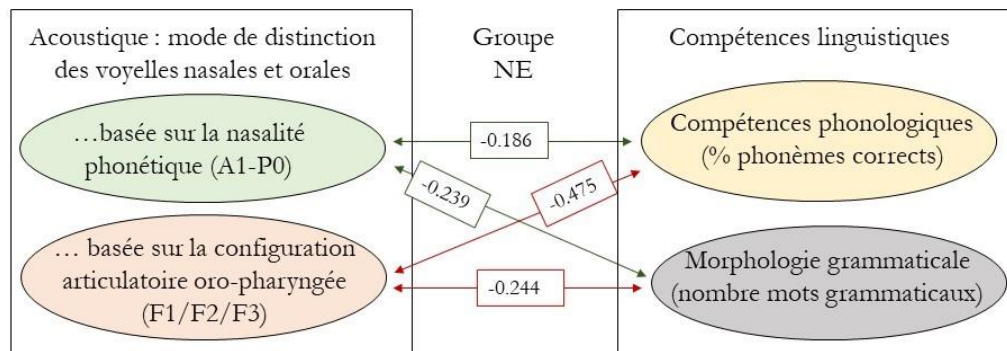 Acoustique : mode de distinction
des voyelles nasales et orales
…basée sur la nasalité
phonétique (A1-P0)
… basée sur la configuration
articulatoire oro-pharyngée
(F1/F2/F3)
Groupe
NE
-0.186
-0.239
-0.475
-0.244
Compétences linguistiques
Compétences phonologiques
(% phonèmes corrects)
Morphologie grammaticale
(nombre mots grammaticaux)